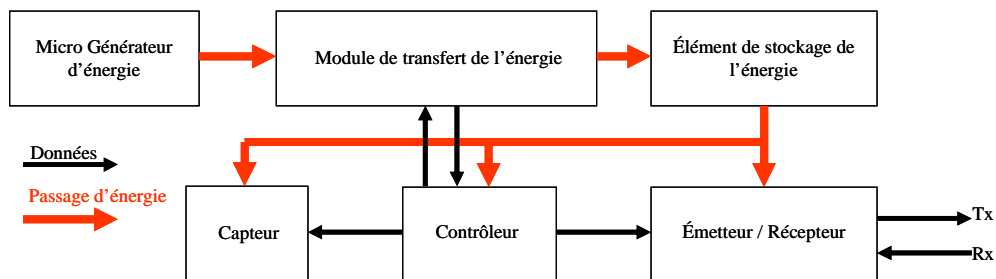 Micro Générateur
d'énergie
Module de transfert de l'énergie
Élément de stockage de
l'énergie
Données
Passage d'énergie
Capteur
Contrôleur
Émetteur / Récepteur
Tx
Rx